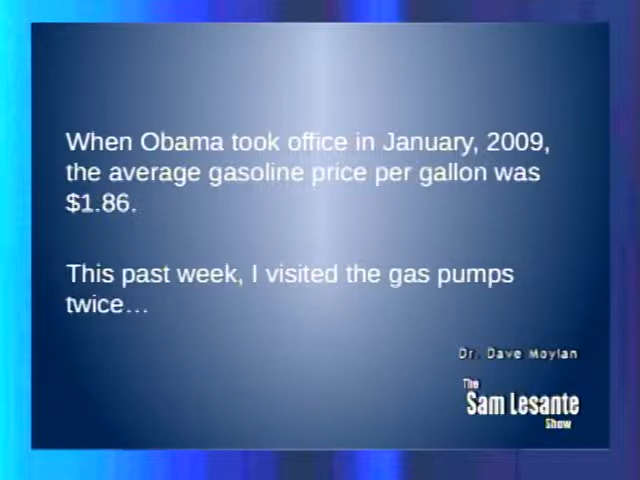 When Obama took office in January, 2009,
the average gasoline price per gallon was
$1.86.
This past week, I visited the gas pumps
twice…
Dr. Dave Moylan
The
Sam Lesante
Show